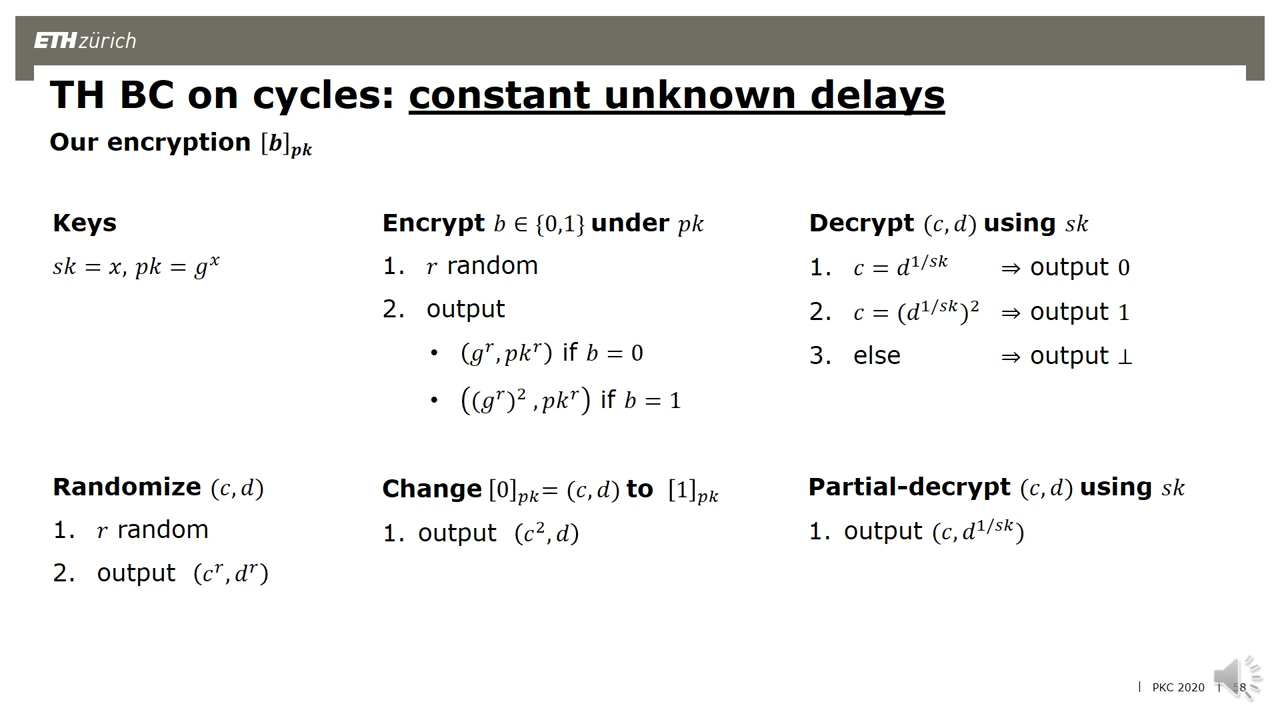 ETH zürich
TH BC on cycles: constant unknown delays
Our encryption [b]_pk
Keys
sk = x, pk = g^x
Encrypt b ∈ {0,1} under pk
1. r random
2. output
• (g^r, pk^r) if b = 0
• ((g^r)^2, pk^r) if b = 1
Decrypt (c, d) using sk
1. c = d^{1/sk} ⇒ output 0
2. c = (d^{1/sk})^2 ⇒ output 1
3. else ⇒ output ⊥
Randomize (c, d)
1. r random
2. output (c^r, d^r)
Change [0]_pk = (c, d) to [1]_pk
1. output (c^2, d)
Partial-decrypt (c, d) using sk
1. output (c, d^{1/sk})
| PKC 2020 |